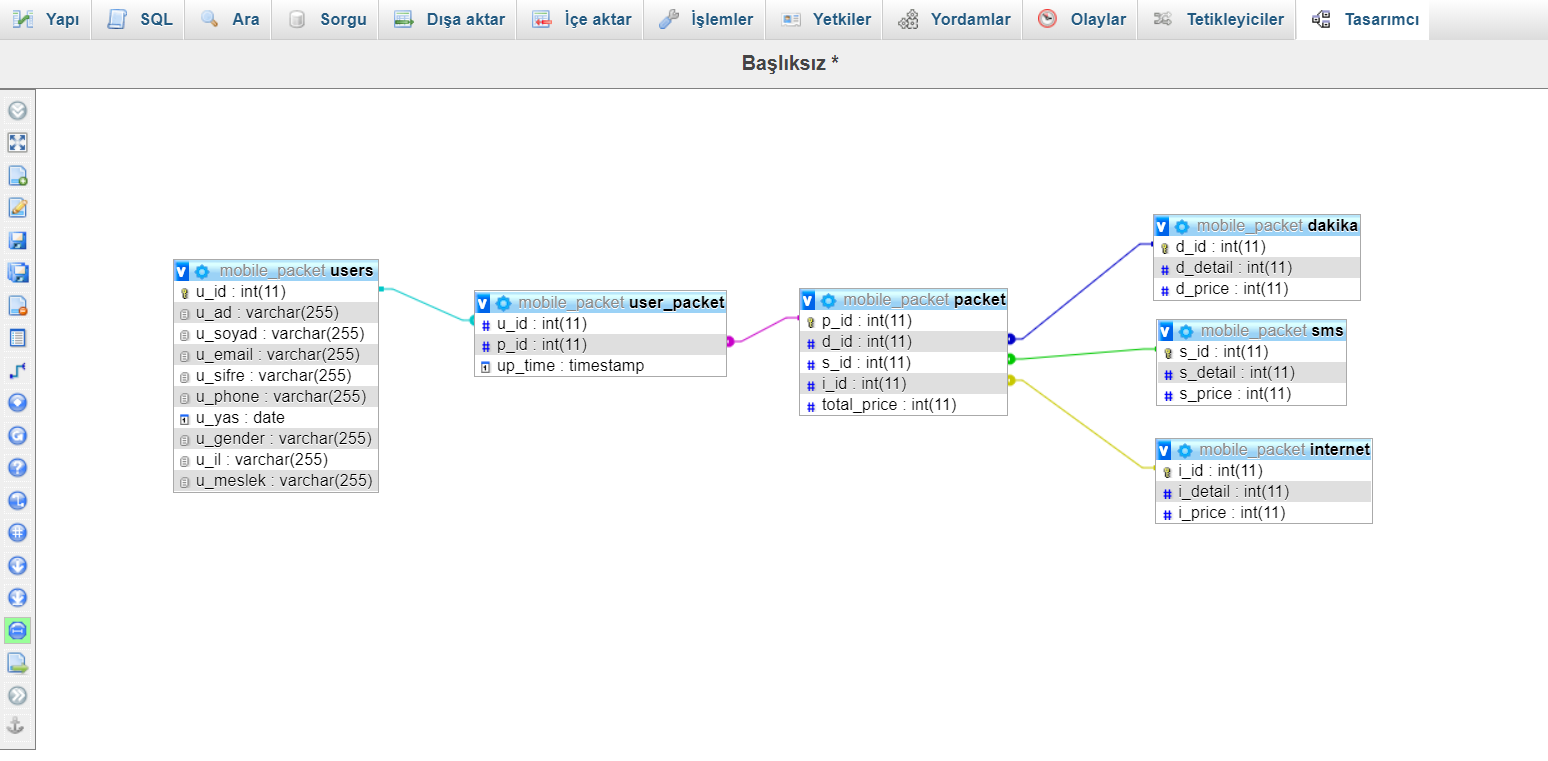 Yapı SQL Ara Sorgu Dışa aktar İçe aktar İşlemler Yetkiler Yordamlar Olaylar Tetikleyiciler Tasarımcı
Başlıksız *
v mobile_packet users
u_id : int(11)
u_ad : varchar(255)
u_soyad : varchar(255)
u_email : varchar(255)
u_sifre : varchar(255)
u_phone : varchar(255)
u_yas : date
u_gender : varchar(255)
u_il : varchar(255)
u_meslek : varchar(255)
v mobile_packet user_packet
# u_id : int(11)
# p_id : int(11)
up_time : timestamp
v mobile_packet packet
p_id : int(11)
# d_id : int(11)
# s_id : int(11)
# i_id : int(11)
# total_price : int(11)
v mobile_packet dakika
d_id : int(11)
# d_detail : int(11)
# d_price : int(11)
v mobile_packet sms
s_id : int(11)
# s_detail : int(11)
# s_price : int(11)
v mobile_packet internet
i_id : int(11)
# i_detail : int(11)
# i_price : int(11)